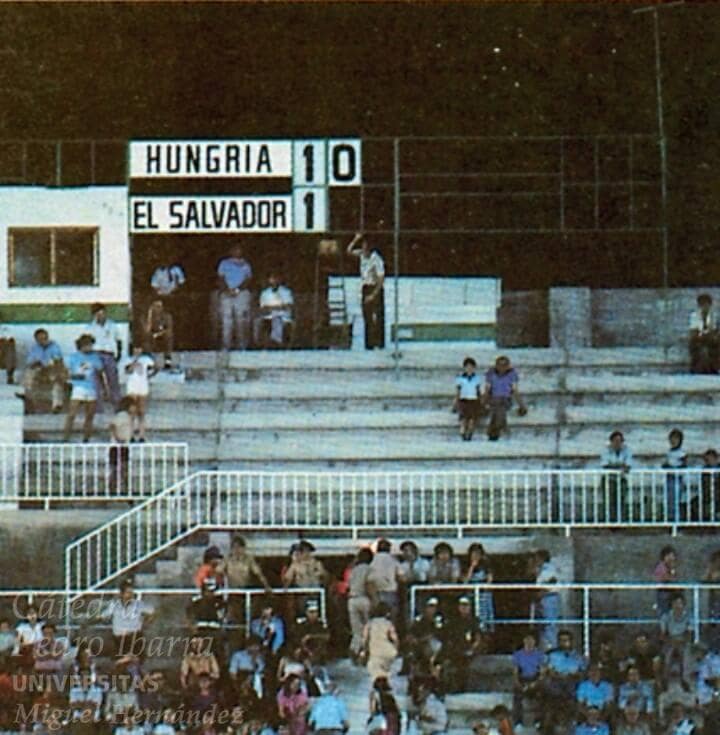 HUNGRIA 10
EL SALVADOR 1
Cátedra
Pedro Ibarra
UNIVERSITAS
Miguel Hernández